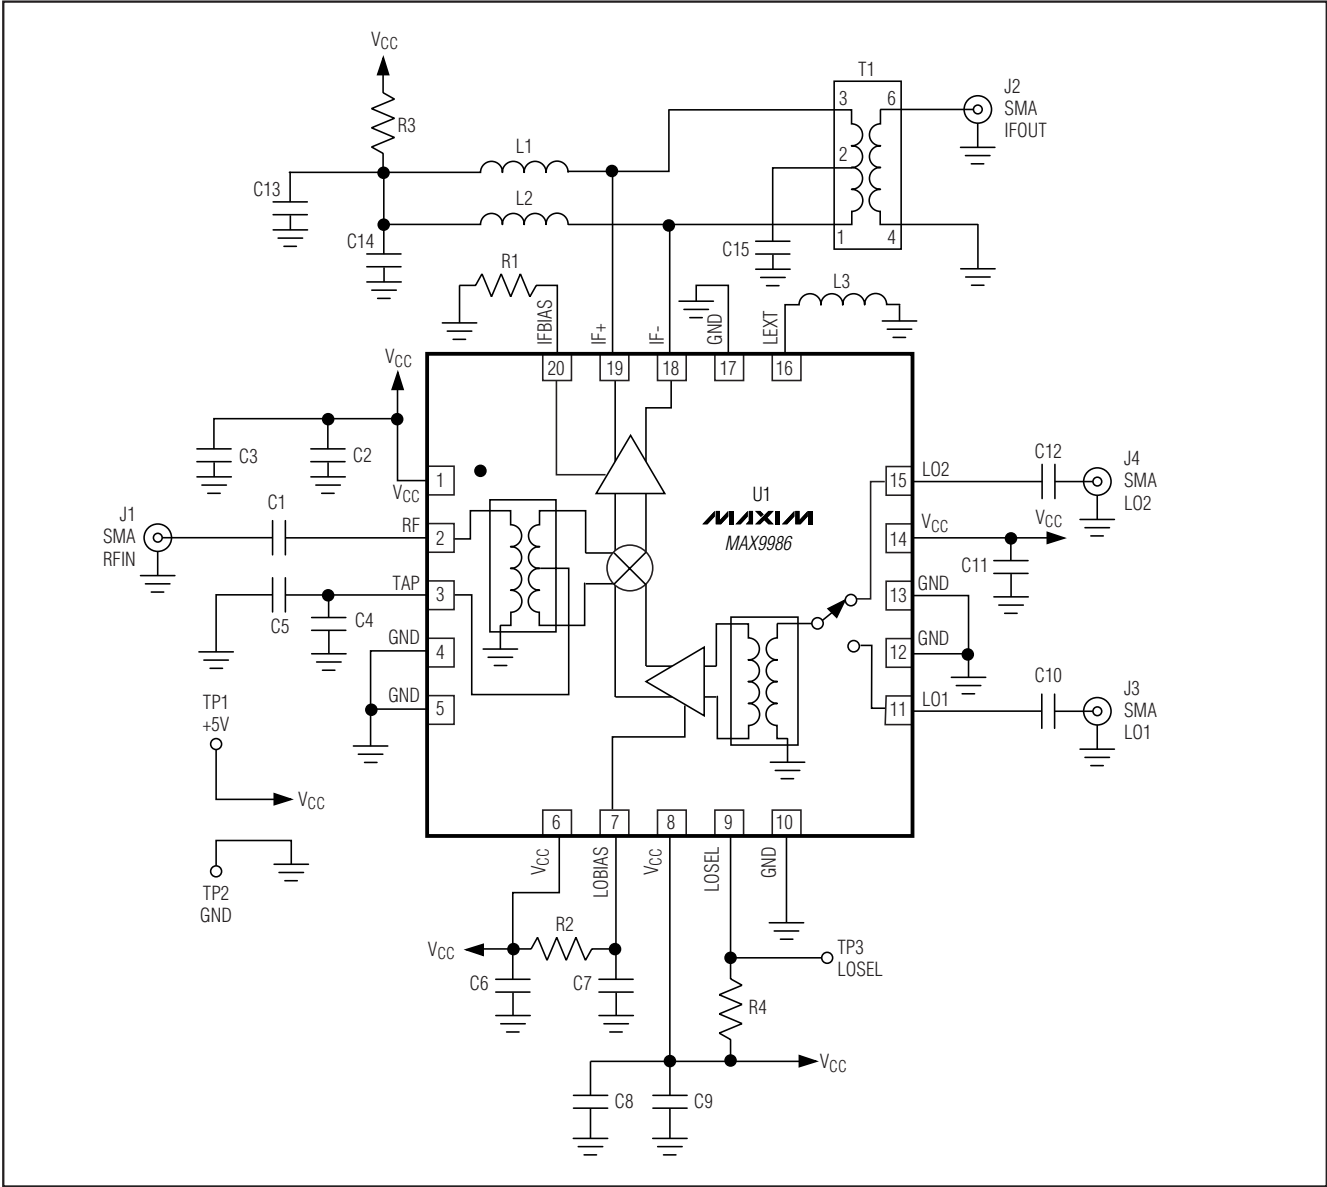 VCC
R3
T1
3
6
J2
SMA
IFOUT
L1
2
C13
L2
C14
1
4
C15
R1
L3
IFBIAS
IF+
IF-
GND
LEXT
20
19
18
17
16
VCC
C3
C2
1
VCC
J1
SMA
RFIN
C1
RF
2
TAP
3
C5
C4
GND
4
GND
5
U1
MAXIM
MAX9986
15
LO2
C12
J4
SMA
LO2
14
VCC
VCC
C11
13
GND
12
GND
11
LO1
C10
J3
SMA
LO1
TP1
+5V
VCC
TP2
GND
6
7
8
9
10
VCC
LOBIAS
VCC
LOSEL
GND
VCC
R2
C6
C7
TP3
LOSEL
R4
VCC
C8
C9